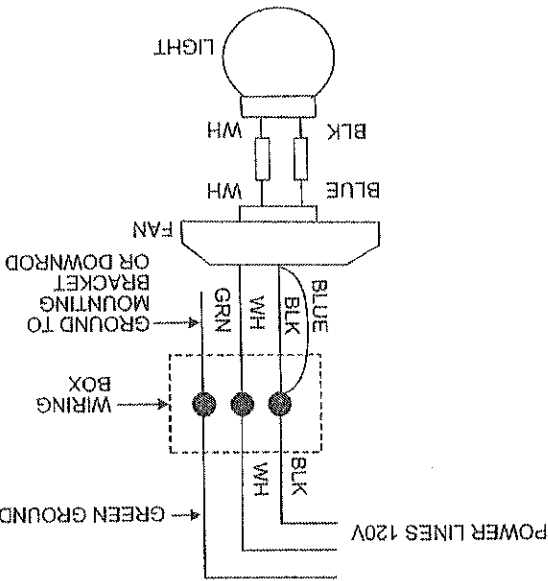 POWER LINES 120V
GREEN GROUND
BLK
WH
WIRING
BOX
BLUE
BLK
WH
GRN
GROUND TO
MOUNTING
BRACKET
OR DOWNROD
FAN
BLUE
WH
BLK
WH
LIGHT